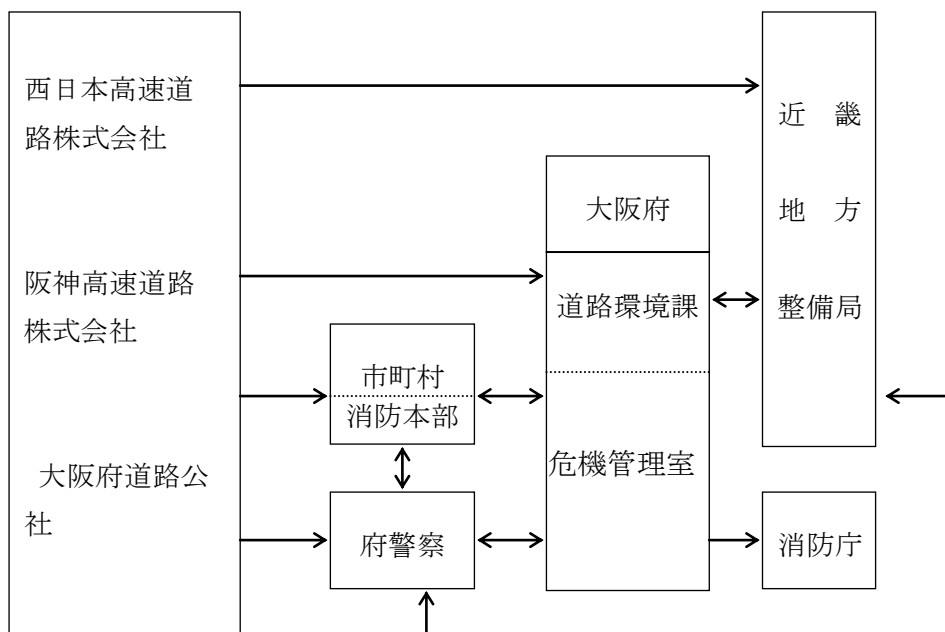 西日本高速道
路株式会社
阪神高速道路
株式会社
大阪府道路公
社
市町村
消防本部
府警察
大阪府
道路環境課
危機管理室
近　畿
地　方
整備局
消防庁